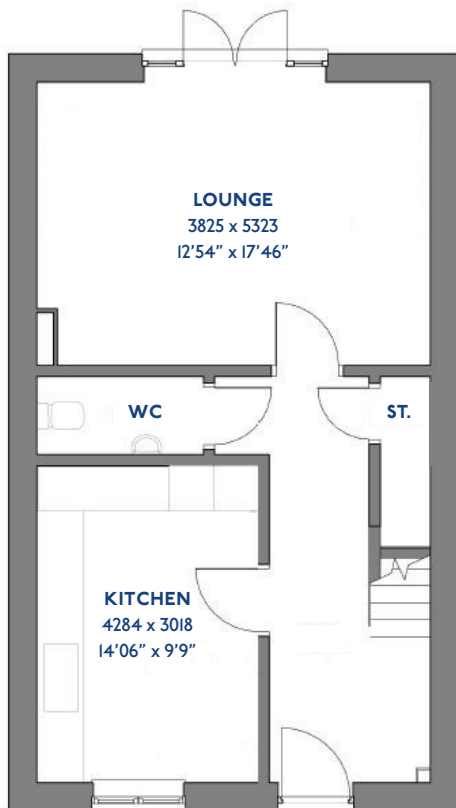 LOUNGE
3825 x 5323
12’54” x 17’46”
WC
ST.
KITCHEN
4284 x 3018
14’06” x 9’9”